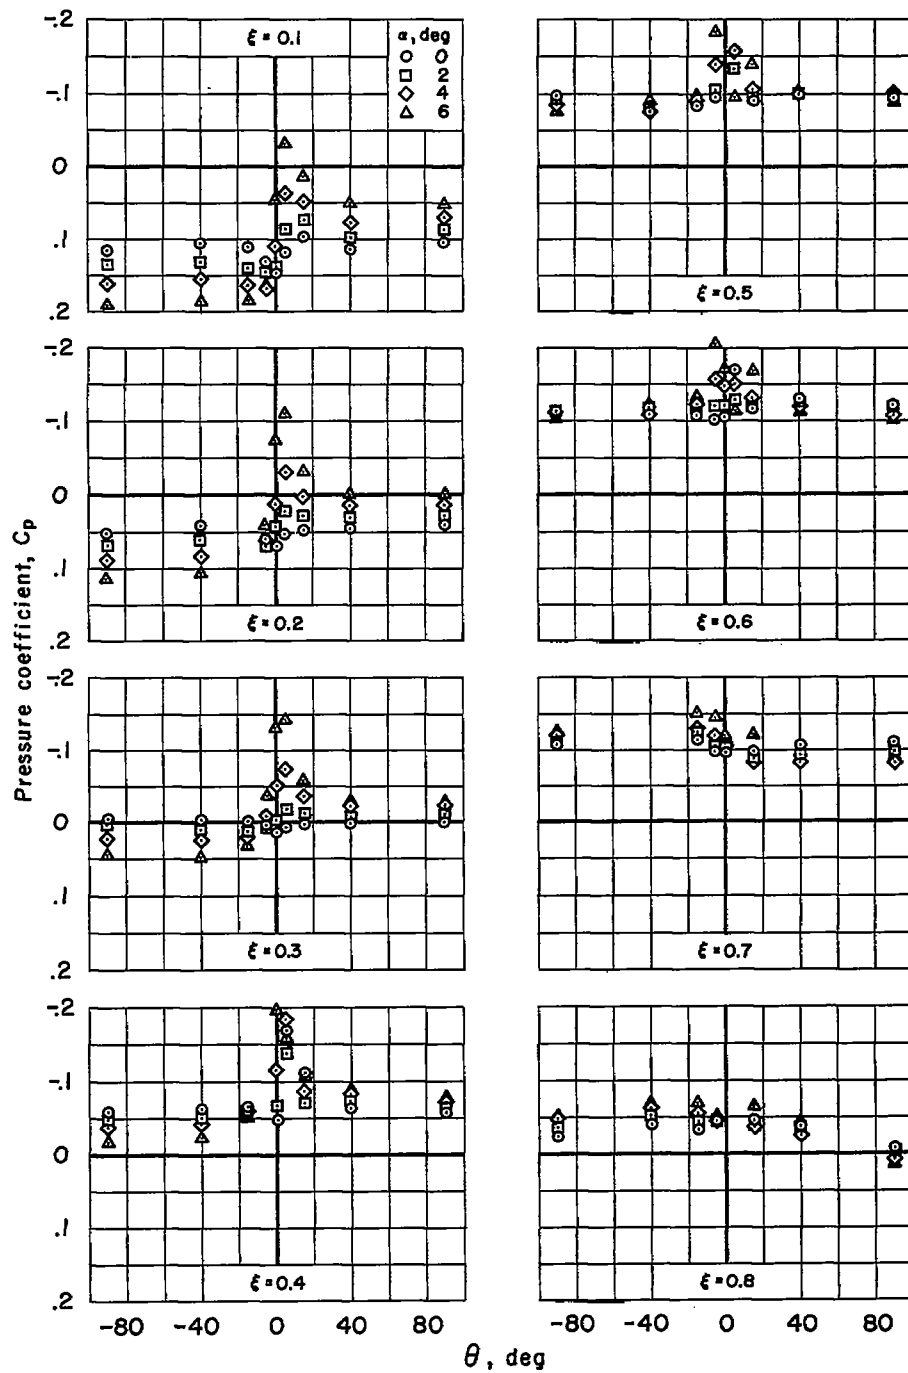 -.2
-.1
0
.1
.2
ξ = 0.1
α, deg
0
2
4
6
ξ = 0.5
-.2
-.1
0
.1
.2
ξ = 0.2
ξ = 0.6
Pressure coefficient, Cp
-.2
-.1
0
.1
.2
ξ = 0.3
ξ = 0.7
-.2
-.1
0
.1
.2
ξ = 0.4
ξ = 0.8
-80 -40 0 40 80
-80 -40 0 40 80
θ, deg